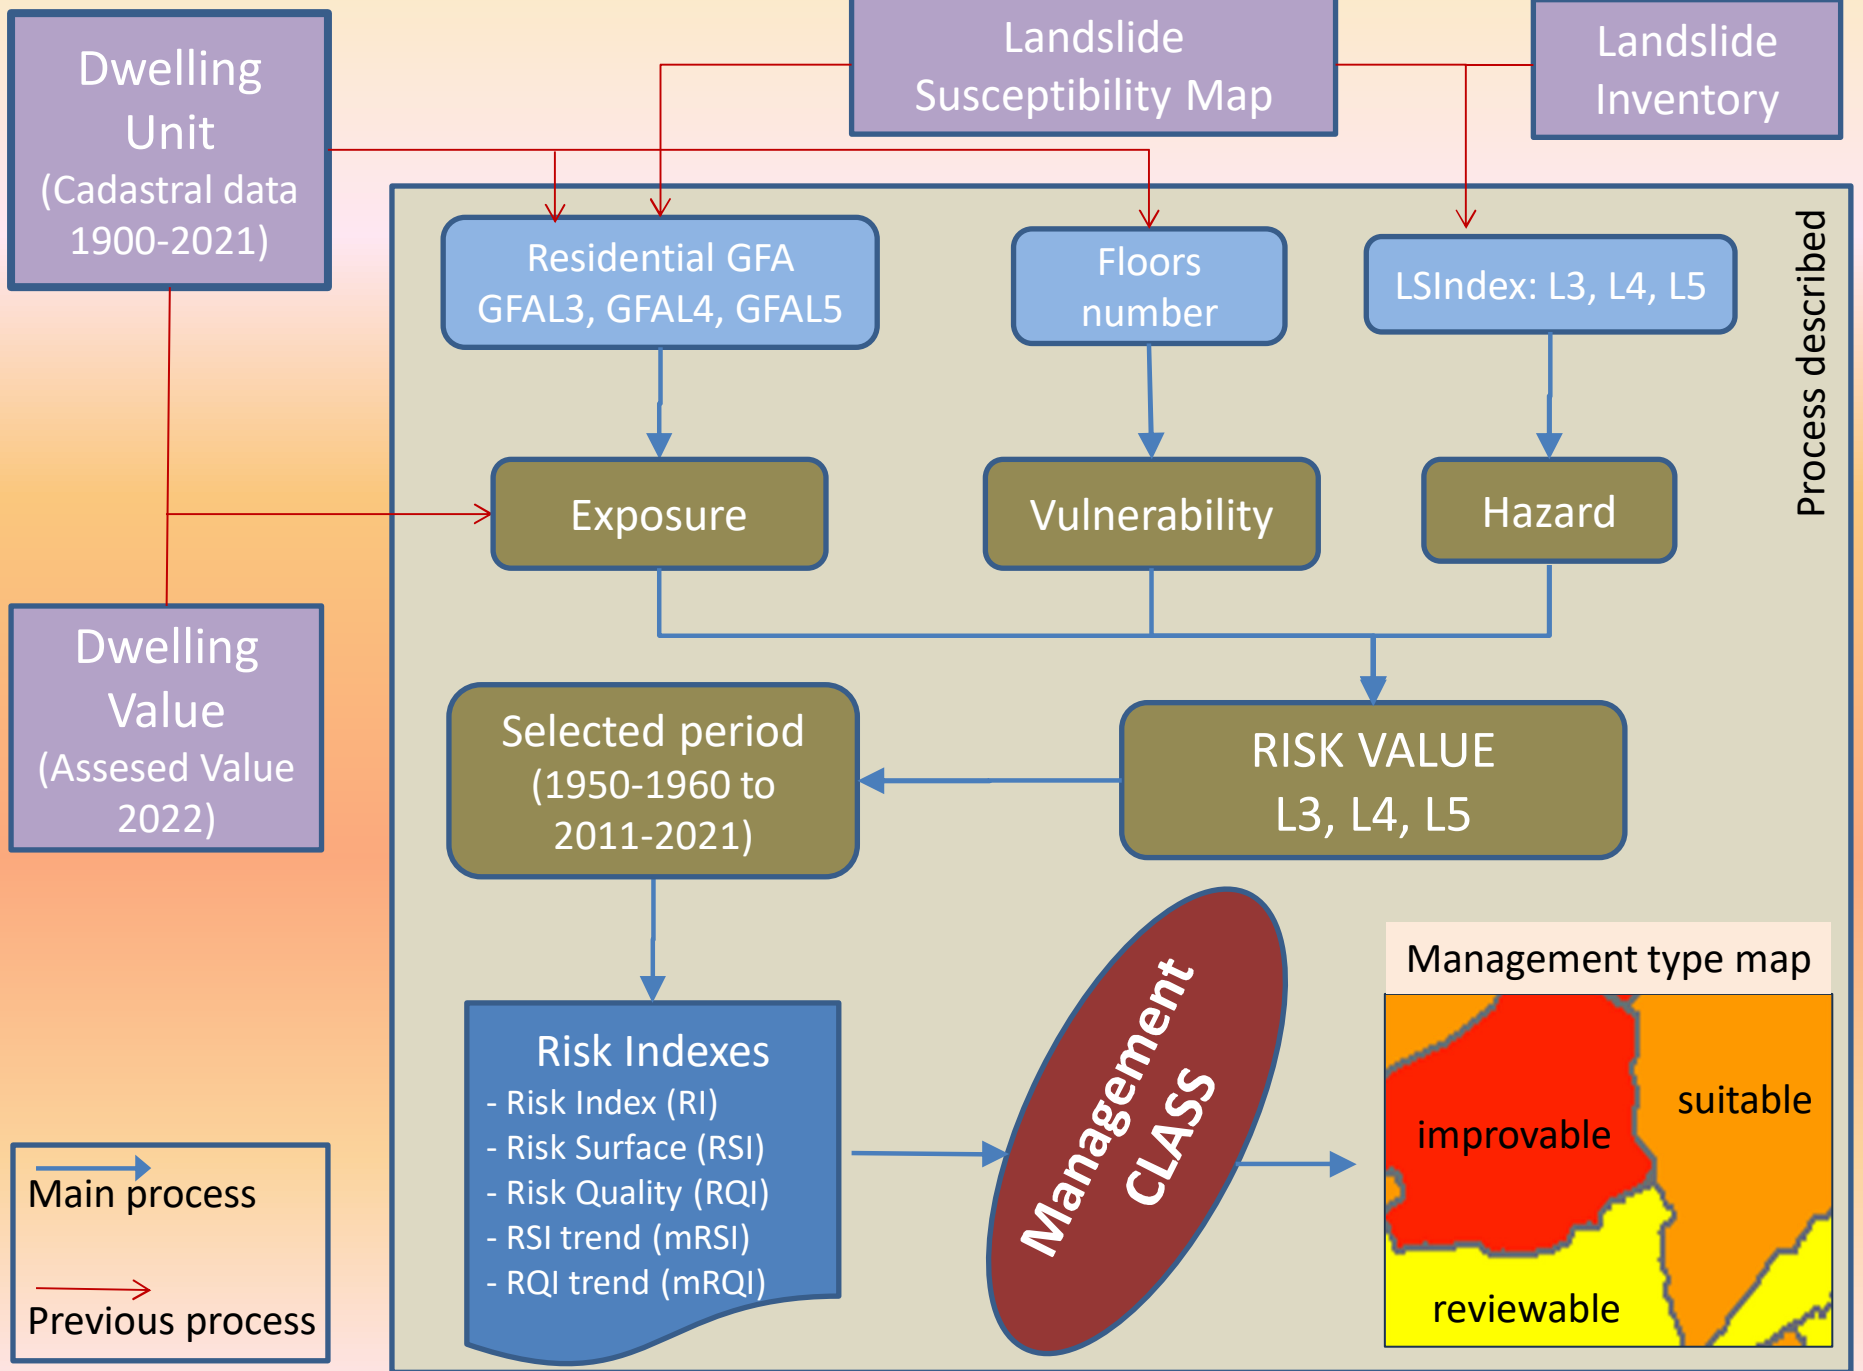 Dwelling
Unit
(Cadastral data
1900-2021)
Landslide
Susceptibility Map
Landslide
Inventory
Process described
Residential GFA
GFAL3, GFAL4, GFAL5
Floors
number
LSIndex: L3, L4, L5
Exposure
Vulnerability
Hazard
Dwelling
Value
(Assesed Value
2022)
Selected period
(1950-1960 to
2011-2021)
RISK VALUE
L3, L4, L5
Risk Indexes
- Risk Index (RI)
- Risk Surface (RSI)
- Risk Quality (RQI)
- RSI trend (mRSI)
- RQI trend (mRQI)
Management
CLASS
Management type map
suitable
improvable
reviewable
Main process
Previous process